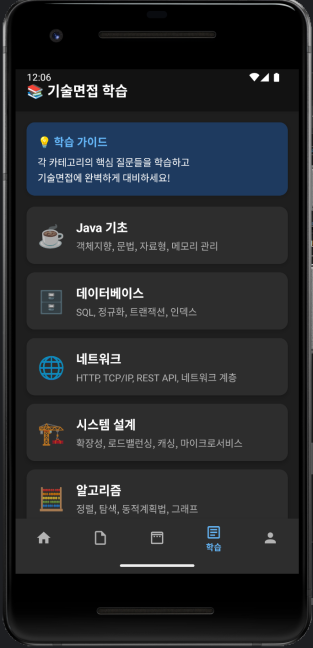 12:06
기술면접 학습
학습 가이드
각 카테고리의 핵심 질문들을 학습하고
기술면접에 완벽하게 대비하세요!
Java 기초
객체지향, 문법, 자료형, 메모리 관리
데이터베이스
SQL, 정규화, 트랜잭션, 인덱스
네트워크
HTTP, TCP/IP, REST API, 네트워크 계층
시스템 설계
확장성, 로드밸런싱, 캐싱, 마이크로서비스
알고리즘
정렬, 탐색, 동적계획법, 그래프
학습